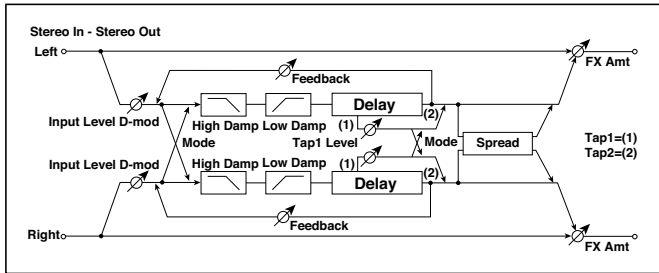 Stereo In - Stereo Out
Left
FX Amt
Feedback
Input Level D-mod
High Damp
Low Damp
Delay
(1)
(2)
Tap1 Level
Mode
Mode
Spread
Tap1=(1)
Tap2=(2)
Input Level D-mod
High Damp
Low Damp
(1)
Delay
(2)
Feedback
Right
FX Amt